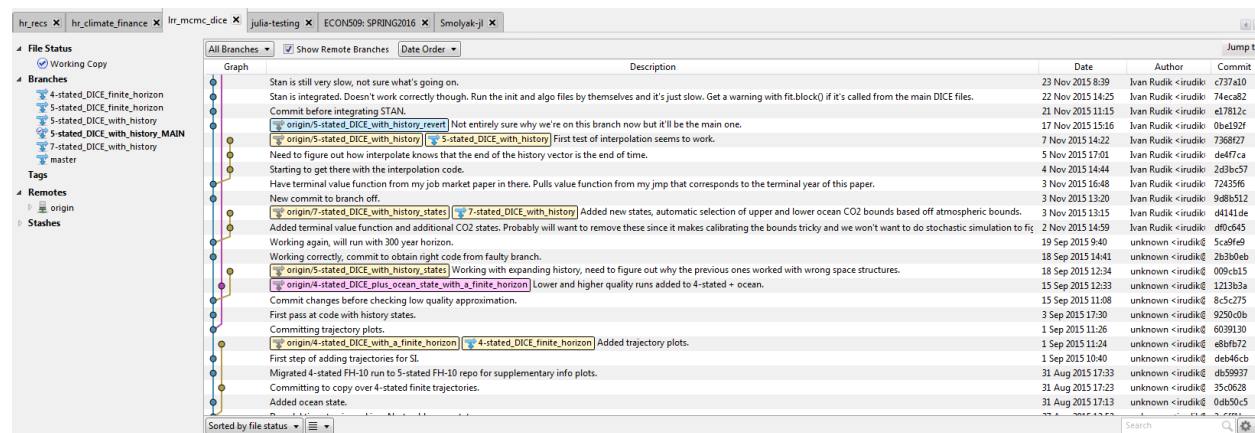 hr_recs hr_climate_finance lrr_mcmc_dice julia-testing ECON509: SPRING2016 Smolyak-jl
File Status
Working Copy
Branches
4-stated_DICE_finite_horizon
5-stated_DICE_finite_horizon
5-stated_DICE_with_history
5-stated_DICE_with_history_MAIN
7-stated_DICE_with_history
master
Tags
Remotes
origin
Stashes
All Branches Show Remote Branches Date Order Jump t
Graph Description Date Author Commit
Stan is still very slow, not sure what's going on. 23 Nov 2015 8:39 Ivan Rudik <irudik c737a10
Stan is integrated. Doesn't work correctly though. Run the init and algo files by themselves and it's just slow. Get a warning with fit.block() if it's called from the main DICE files. 22 Nov 2015 14:25 Ivan Rudik <irudik 74eca82
Commit before integrating STAN. 21 Nov 2015 11:15 Ivan Rudik <irudik e17812c
origin/5-stated_DICE_with_history_revert Not entirely sure why we're on this branch now but it'll be the main one. 17 Nov 2015 15:16 Ivan Rudik <irudik 0be192f
origin/5-stated_DICE_with_history 5-stated_DICE_with_history First test of interpolation seems to work. 7 Nov 2015 14:22 Ivan Rudik <irudik 7368f27
Need to figure out how interpolate knows that the end of the history vector is the end of time. 5 Nov 2015 17:01 Ivan Rudik <irudik de4f7ca
Starting to get there with the interpolation code. 4 Nov 2015 14:44 Ivan Rudik <irudik 2d3bc57
Have terminal value function from my job market paper in there. Pulls value function from my jmp that corresponds to the terminal year of this paper. 3 Nov 2015 16:48 Ivan Rudik <irudik 72435f6
New commit to branch off. 3 Nov 2015 13:20 Ivan Rudik <irudik 9d8b512
origin/7-stated_DICE_with_history_states 7-stated_DICE_with_history Added new states, automatic selection of upper and lower ocean CO2 bounds based off atmospheric bounds. 3 Nov 2015 13:15 Ivan Rudik <irudik d4141de
Added terminal value function and additional CO2 states. Probably will want to remove these since it makes calibrating the bounds tricky and we won't want to do stochastic simulation to fig 2 Nov 2015 14:59 Ivan Rudik <irudik df0c645
Working again, will run with 300 year horizon. 19 Sep 2015 9:40 unknown <irudik@ 5ca9fe9
Working correctly, commit to obtain right code from faulty branch. 18 Sep 2015 14:41 unknown <irudik@ 2b3b0eb
origin/5-stated_DICE_with_history_states Working with expanding history, need to figure out why the previous ones worked with wrong space structures. 18 Sep 2015 12:34 unknown <irudik@ 009cb15
origin/4-stated_DICE_plus_ocean_state_with_a_finite_horizon Lower and higher quality runs added to 4-stated + ocean. 15 Sep 2015 12:33 unknown <irudik@ 1213b3a
Commit changes before checking low quality approximation. 15 Sep 2015 11:08 unknown <irudik@ 8c5c275
First pass at code with history states. 3 Sep 2015 17:30 unknown <irudik@ 9250c0b
Committing trajectory plots. 1 Sep 2015 11:26 unknown <irudik@ 6039130
origin/4-stated_DICE_with_a_finite_horizon 4-stated_DICE_finite_horizon Added trajectory plots. 1 Sep 2015 11:24 unknown <irudik@ e8bfb72
First step of adding trajectories for SI. 1 Sep 2015 10:40 unknown <irudik@ deb46cb
Migrated 4-stated FH-10 run to 5-stated FH-10 repo for supplementary info plots. 31 Aug 2015 17:33 unknown <irudik@ db59937
Committing to copy over 4-stated finite trajectories. 31 Aug 2015 17:23 unknown <irudik@ 35c0628
Added ocean state. 31 Aug 2015 17:13 unknown <irudik@ 0db50c5
Sorted by file status Search